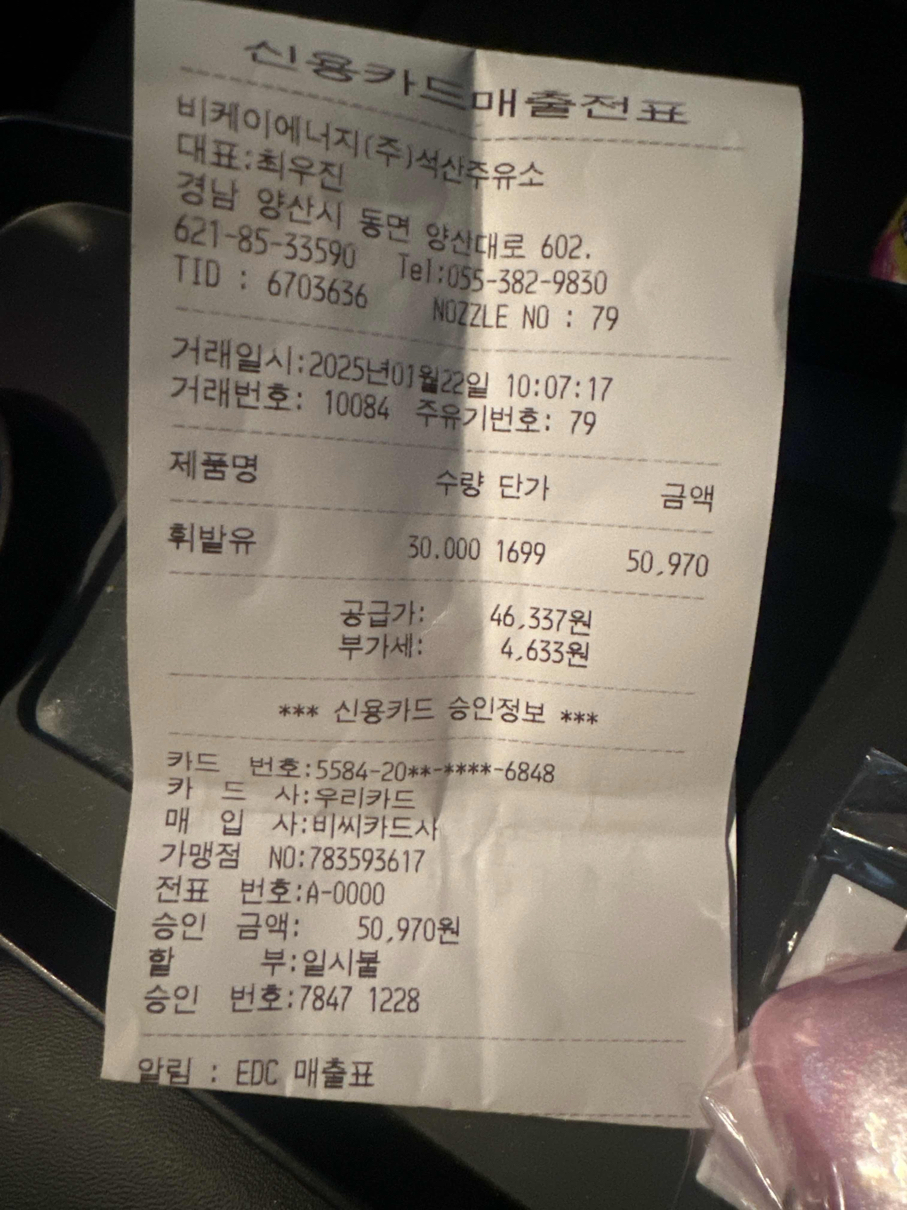 신용카드매출전표
비케이에너지(주)석산주유소
대표:최우진
경남 양산시 동면 양산대로 602.
621-85-33590 Tel:055-382-9830
TID : 6703636 NOZZLE NO : 79
거래일시:2025년01월22일 10:07:17
거래번호: 10084 주유기번호: 79
제품명 수량 단가 금액
휘발유 30.000 1699 50,970
공급가: 46,337원
부가세: 4,633원
*** 신용카드 승인정보 ***
카드 번호:5584-20**-****-6848
카 드 사:우리카드
매 입 사:비씨카드사
가맹점 NO:783593617
전표 번호:A-0000
승인 금액: 50,970원
할 부:일시불
승인 번호:7847 1228
알림 : EDC 매출표